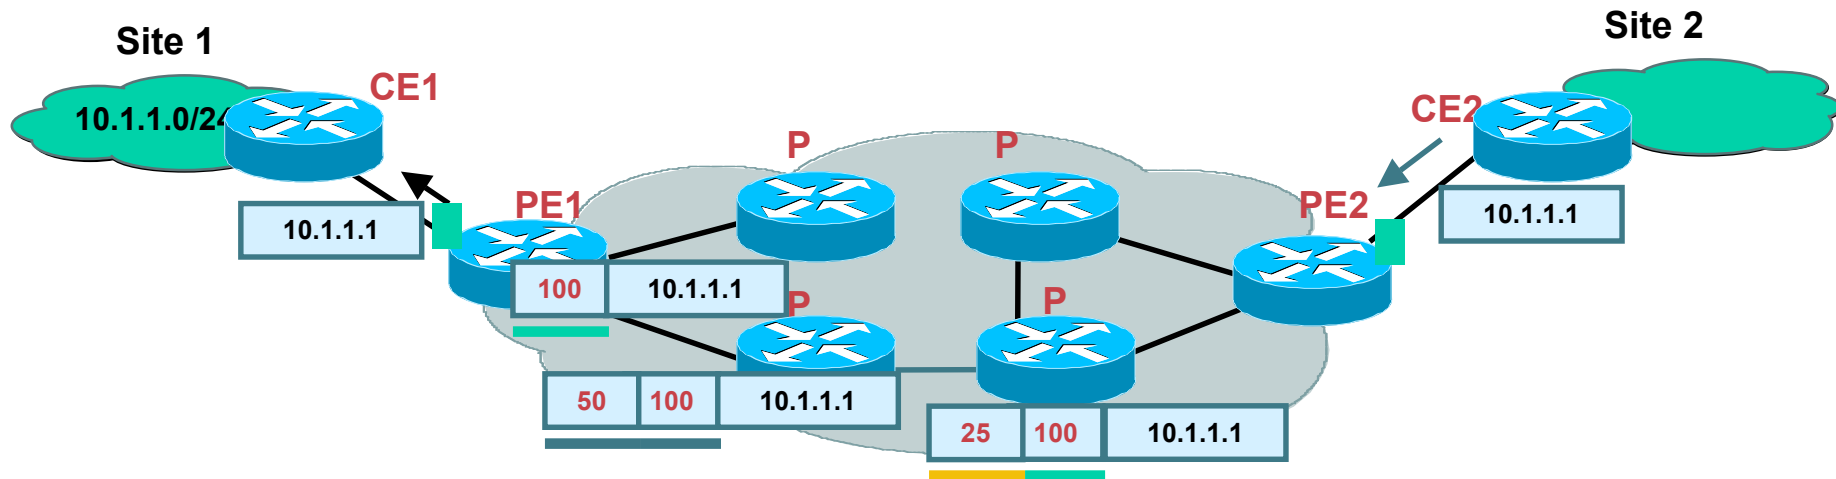 Site 1
Site 2
CE1
10.1.1.0/24
CE2
P
P
PE1
PE2
10.1.1.1
10.1.1.1
100 10.1.1.1
P
P
50 100 10.1.1.1
25 100 10.1.1.1